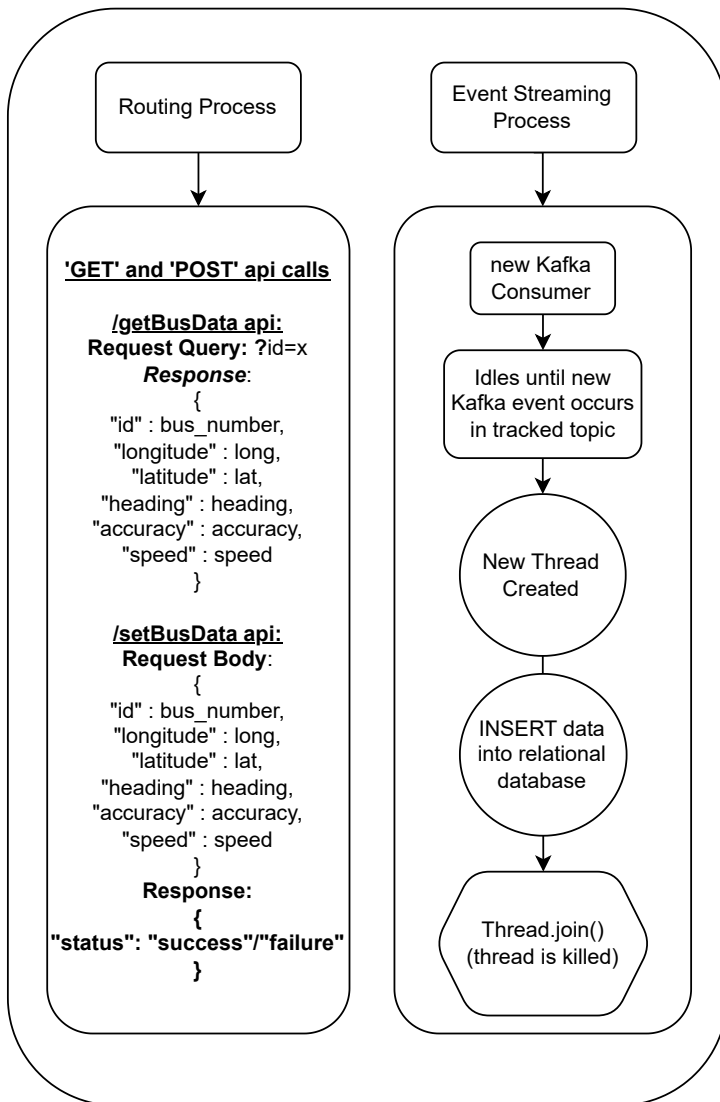 Routing Process
'GET' and 'POST' api calls
/getBusData api:
Request Query: ?id=x
Response:
{
"id" : bus_number,
"longitude" : long,
"latitude" : lat,
"heading" : heading,
"accuracy" : accuracy,
"speed" : speed
}
/setBusData api:
Request Body:
{
"id" : bus_number,
"longitude" : long,
"latitude" : lat,
"heading" : heading,
"accuracy" : accuracy,
"speed" : speed
}
Response:
{
"status": "success"/"failure"
}
Event Streaming
Process
new Kafka
Consumer
Idles until new
Kafka event occurs
in tracked topic
New Thread
Created
INSERT data
into relational
database
Thread.join()
(thread is killed)